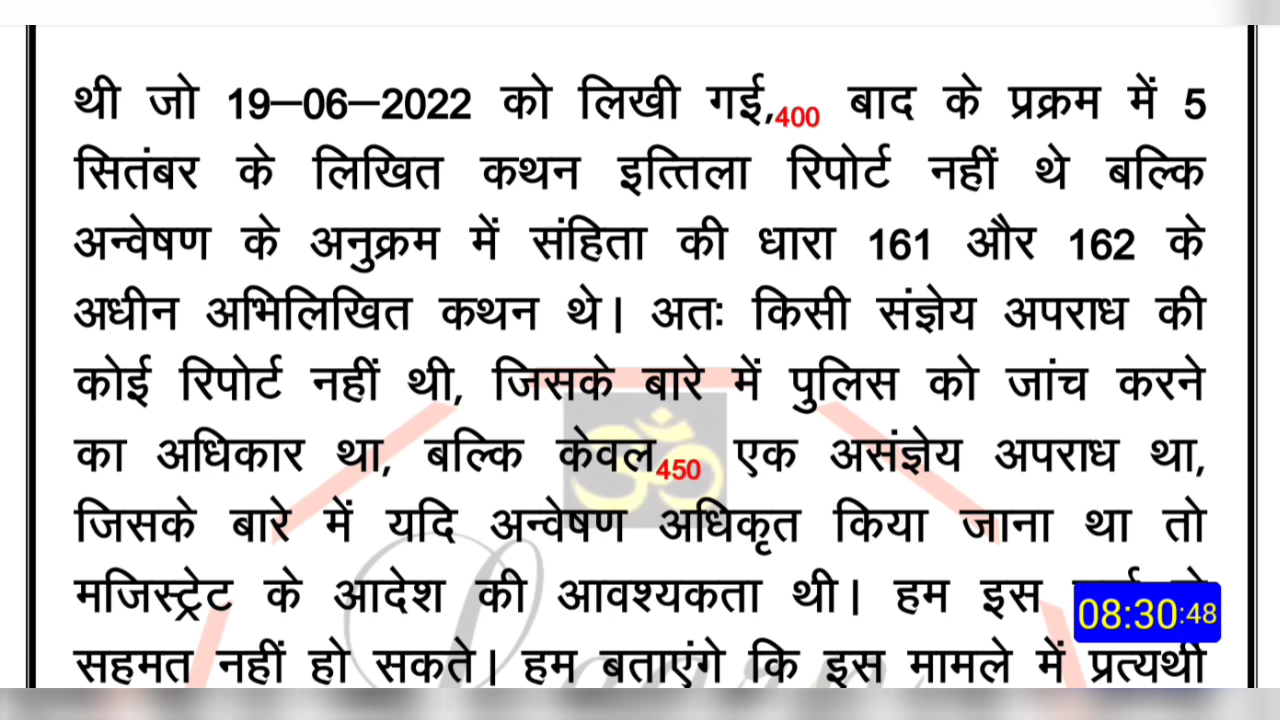 थी जो 19–06–2022 को लिखी गई,400 बाद के प्रक्रम में 5
सितंबर के लिखित कथन इत्तिला रिपोर्ट नहीं थे बल्कि
अन्वेषण के अनुक्रम में संहिता की धारा 161 और 162 के
अधीन अभिलिखित कथन थे। अतः किसी संज्ञेय अपराध की
कोई रिपोर्ट नहीं थी, जिसके बारे में पुलिस को जांच करने
का अधिकार था, बल्कि केवल450 एक असंज्ञेय अपराध था,
जिसके बारे में यदि अन्वेषण अधिकृत किया जाना था तो
मजिस्ट्रेट के आदेश की आवश्यकता थी। हम इस
08:30:48
सहमत नहीं हो सकते। हम बताएंगे कि इस मामले में प्रत्यर्थी
ॐ